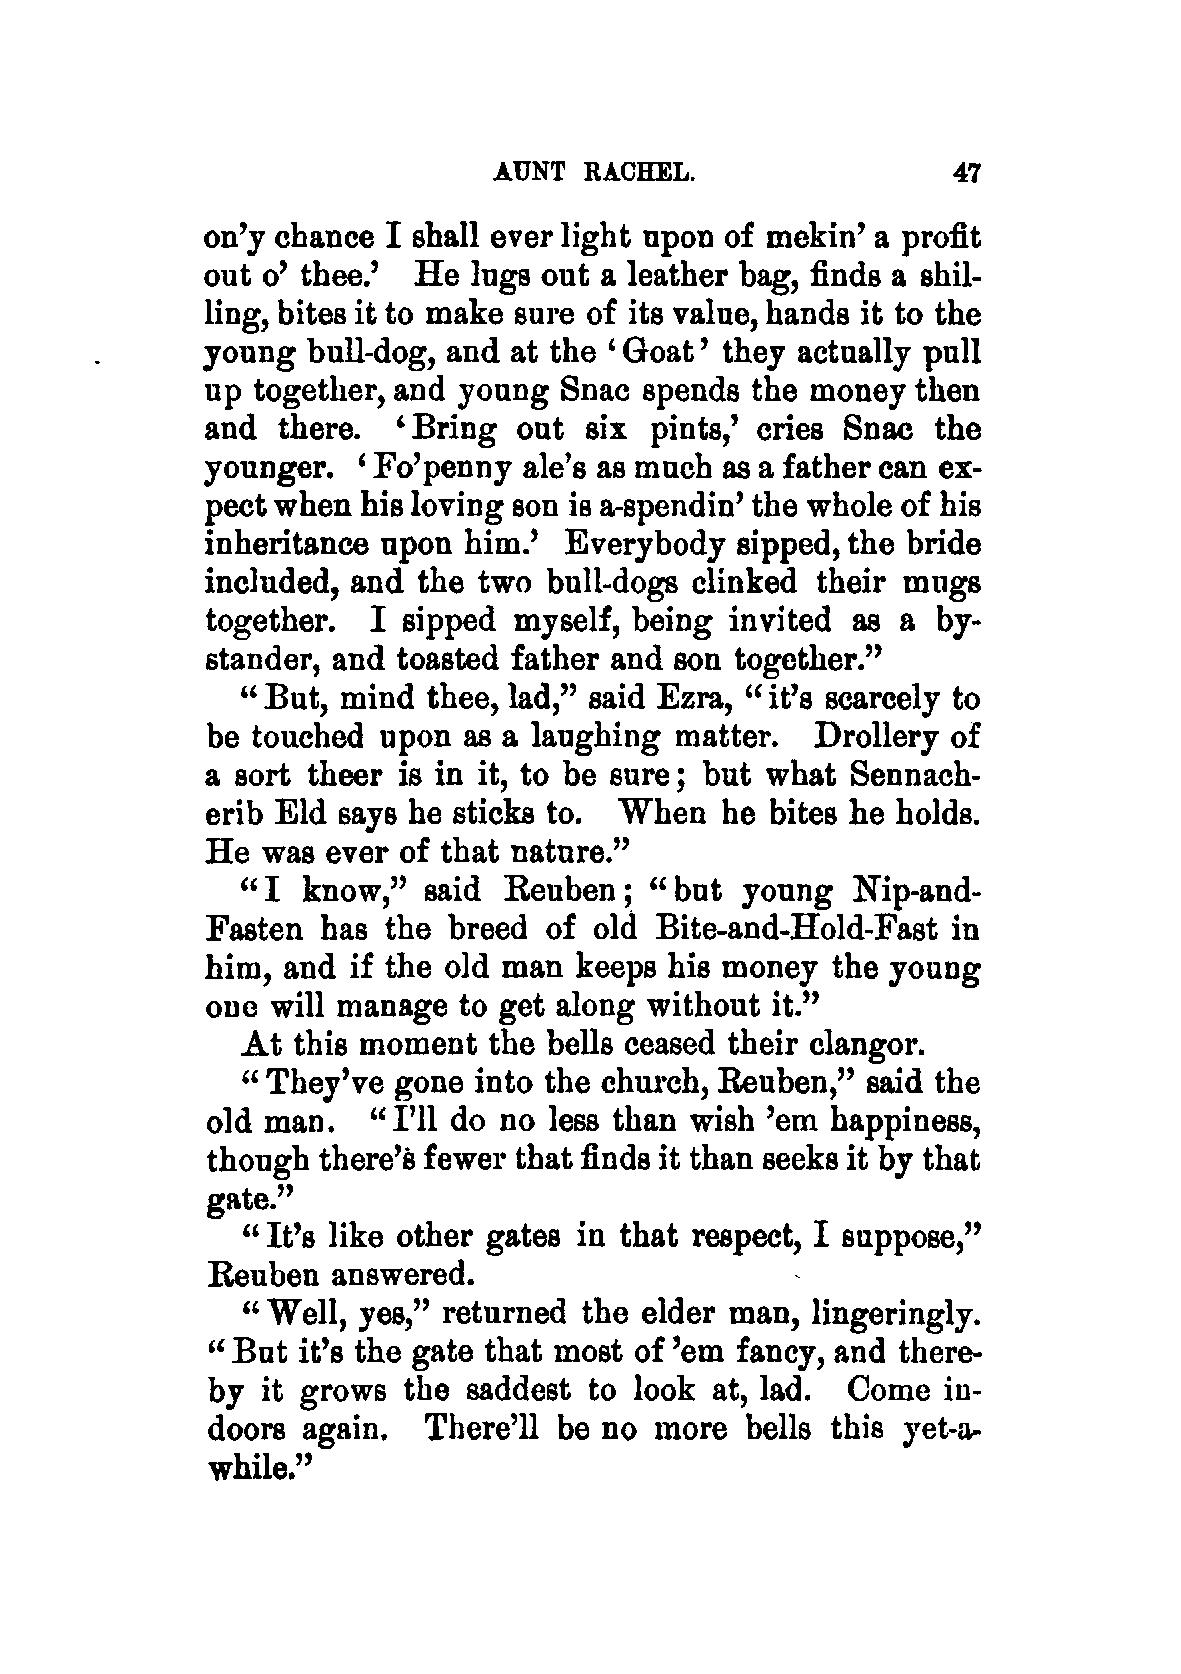 AUNT RACHEL. 47
on'y chance I shall ever light upon of mekin' a profit
out o' thee.' He lugs out a leather bag, finds a shil-
ling, bites it to make sure of its value, hands it to the
young bull-dog, and at the ‘Goat’ they actually pull
up together, and young Snac spends the money then
and there. ‘Bring out six pints,’ cries Snac the
younger. ‘Fo'penny ale's as much as a father can ex-
pect when his loving son is a-spendin' the whole of his
inheritance upon him.’ Everybody sipped, the bride
included, and the two bull-dogs clinked their mugs
together. I sipped myself, being invited as a by-
stander, and toasted father and son together.”
“But, mind thee, lad,” said Ezra, “it's scarcely to
be touched upon as a laughing matter. Drollery of
a sort theer is in it, to be sure; but what Sennach-
erib Eld says he sticks to. When he bites he holds.
He was ever of that nature.”
“I know,” said Reuben; “but young Nip-and-
Fasten has the breed of old Bite-and-Hold-Fast in
him, and if the old man keeps his money the young
one will manage to get along without it.”
At this moment the bells ceased their clangor.
“They've gone into the church, Reuben,” said the
old man. “I'll do no less than wish 'em happiness,
though there's fewer that finds it than seeks it by that
gate.”
“It's like other gates in that respect, I suppose,”
Reuben answered.
“Well, yes,” returned the elder man, lingeringly.
“But it's the gate that most of 'em fancy, and there-
by it grows the saddest to look at, lad. Come in-
doors again. There'll be no more bells this yet-a-
while.”